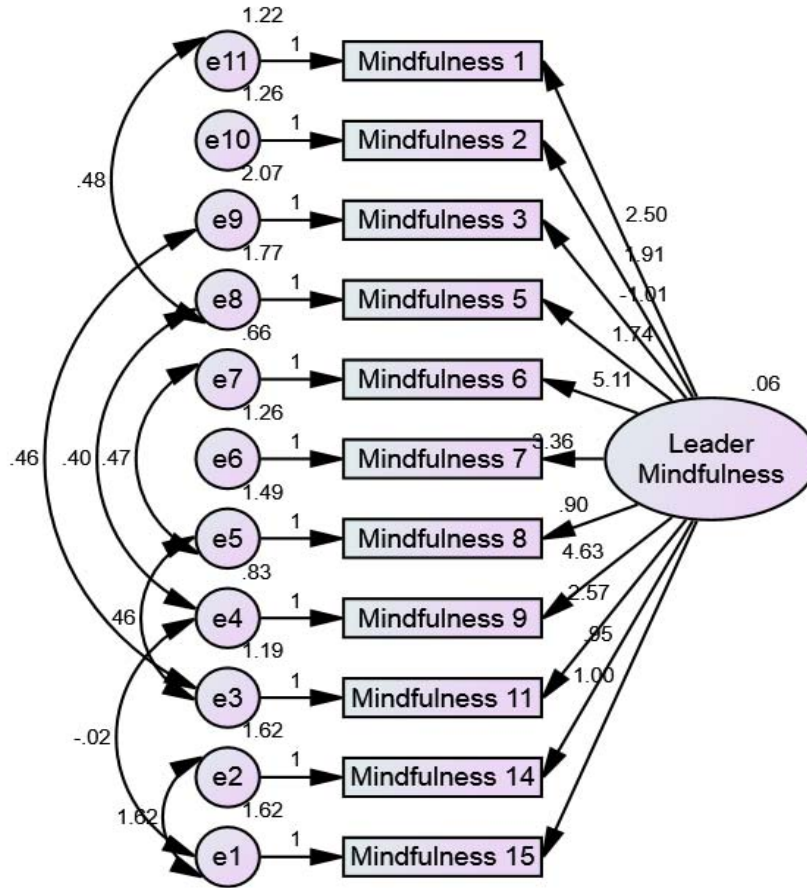 1.22
e11 1 Mindfulness 1
1.26
e10 1 Mindfulness 2
2.07
.48
e9 1 Mindfulness 3
2.50
1.77
1.91
e8 1 Mindfulness 5
-1.01
.66
1.74
e7 1 Mindfulness 6
5.11
.06
1.26
.46 .40 .47
e6 1 Mindfulness 7
3.36
Leader
Mindfulness
1.49
.90
e5 1 Mindfulness 8
4.63
.83
2.57
46
e4 1 Mindfulness 9
.95
1.19
1.00
e3 1 Mindfulness 11
-.02
1.62
e2 1 Mindfulness 14
1.62
1.62
e1 1 Mindfulness 15